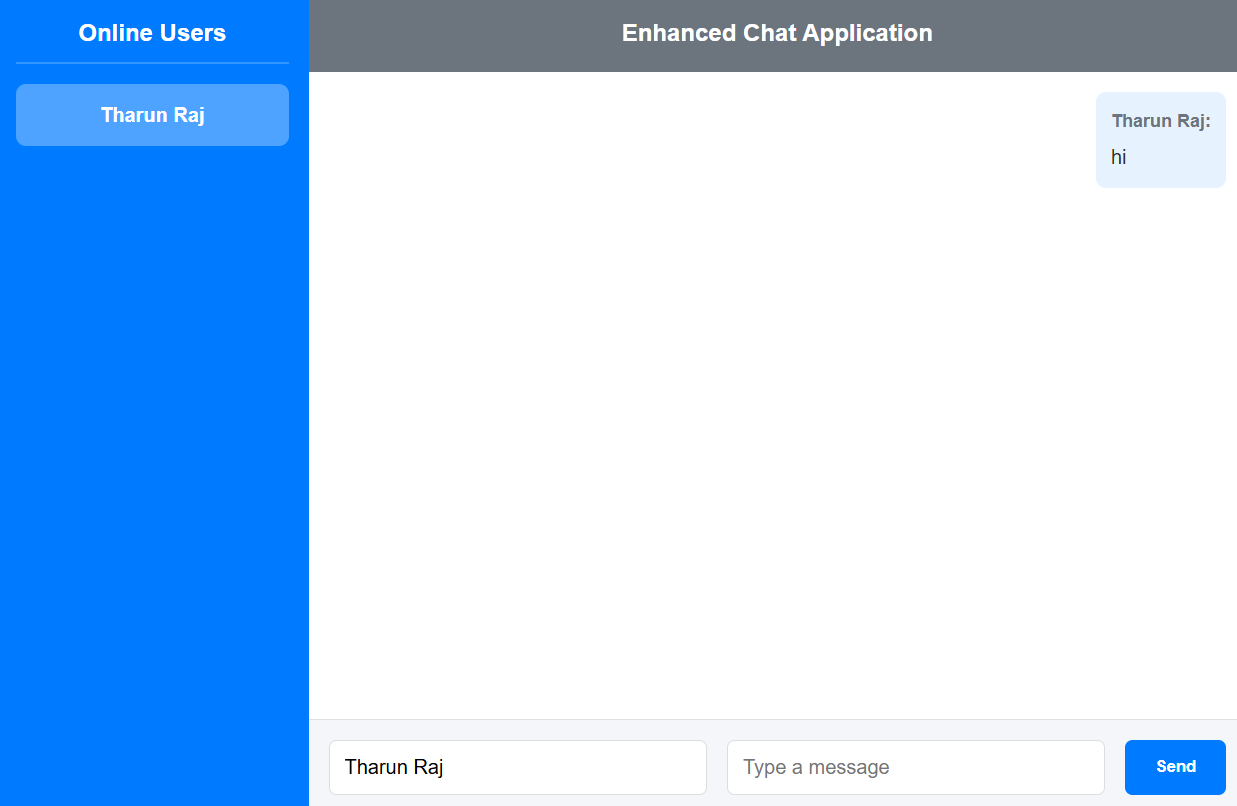 Online Users
Tharun Raj
Enhanced Chat Application
Tharun Raj:
hi
Tharun Raj
Type a message
Send